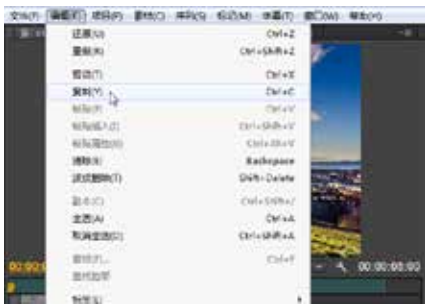 文件(F) 编辑(E) 项目(P) 素材(C) 序列(S) 标记(M) 字幕(T) 窗口(W) 帮助(H)
还原(U) Ctrl+Z
重做(R) Ctrl+Shift+Z
剪切(T) Ctrl+X
复制(Y) Ctrl+C
粘贴(P) Ctrl+V
粘贴插入(I) Ctrl+Shift+V
粘贴属性(B) Ctrl+Alt+V
清除(E) Backspace
波纹删除(T) Shift+Delete
副本(C) Ctrl+Shift+/
全选(A) Ctrl+A
取消全选(D) Ctrl+Shift+A
查找(F)... Ctrl+F
查找脸部
标签(L)
00:00:00:00